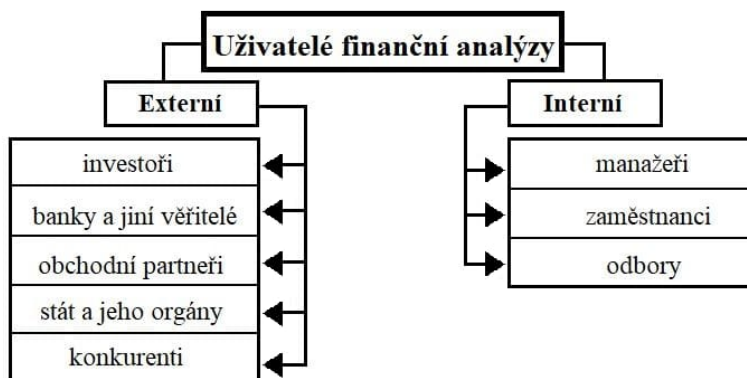 Uživatelé finanční analýzy
Externí
investoři
banky a jiní věřitelé
obchodní partneři
stát a jeho orgány
konkurenti
Interní
manažeři
zaměstnanci
odbory